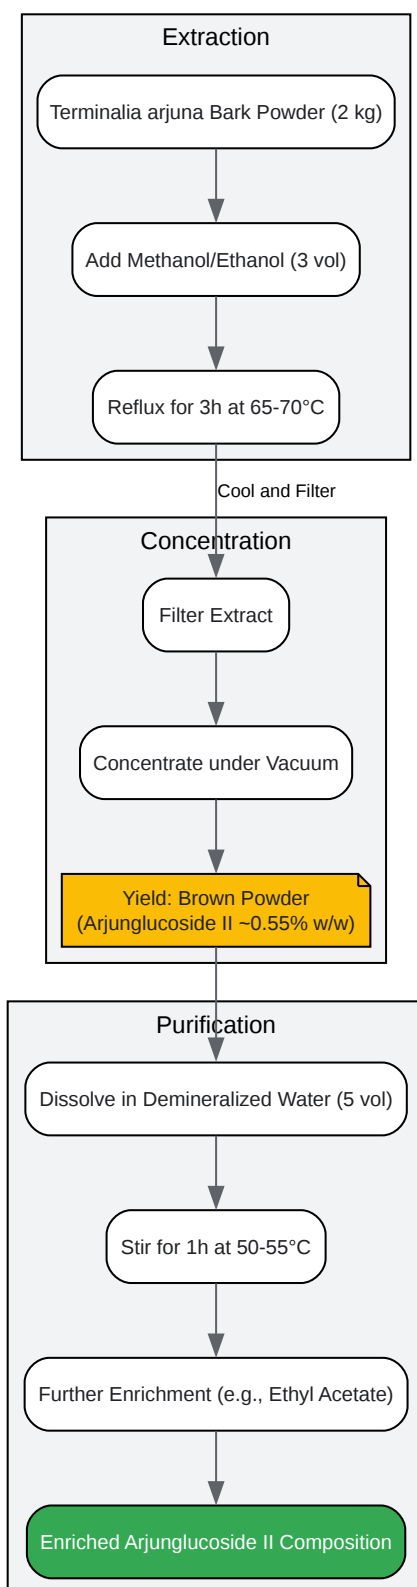 Extraction
Terminalia arjuna Bark Powder (2 kg)
Add Methanol/Ethanol (3 vol)
Reflux for 3h at 65-70°C
Cool and Filter
Concentration
Filter Extract
Concentrate under Vacuum
Yield: Brown Powder
(Arjunglucoside II ~0.55% w/w)
Purification
Dissolve in Demineralized Water (5 vol)
Stir for 1h at 50-55°C
Further Enrichment (e.g., Ethyl Acetate)
Enriched Arjunglucoside II Composition